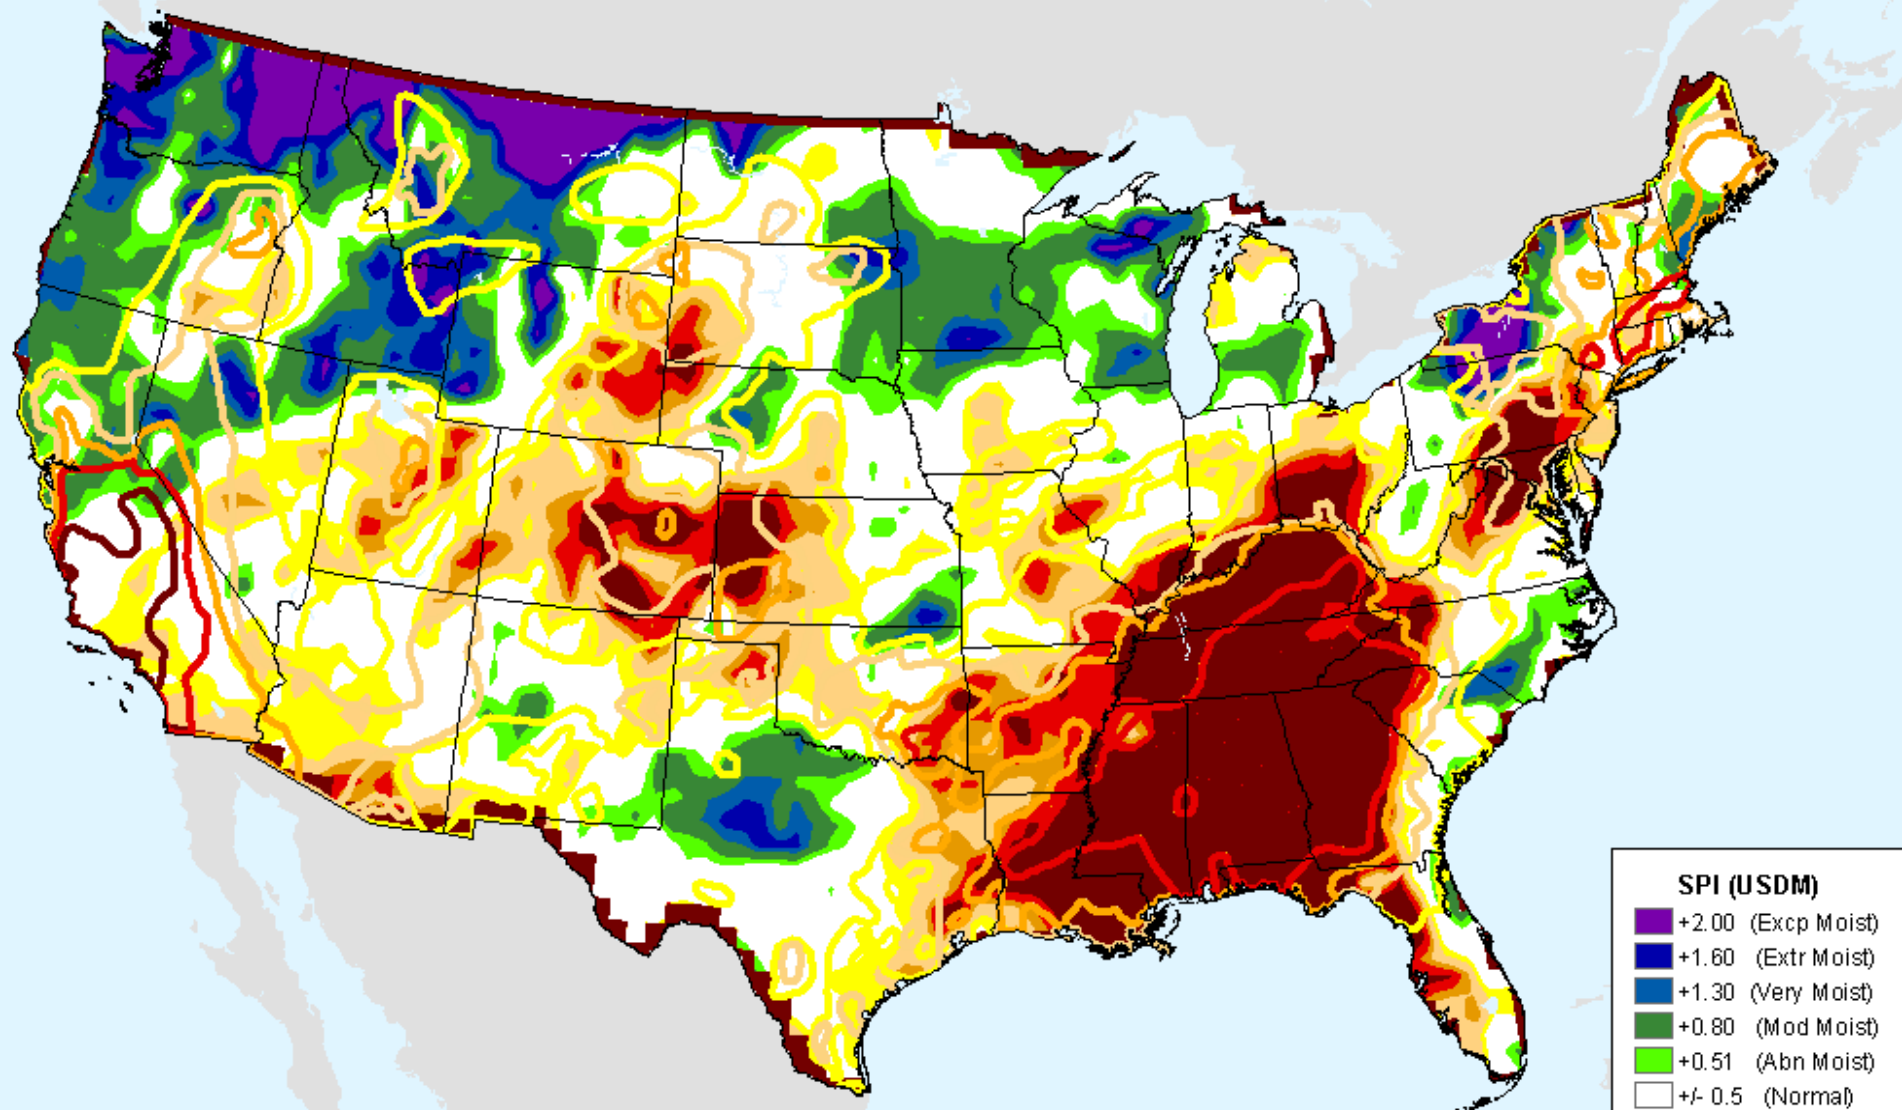 SPI (USDM)
+2.00 (Excp Moist)
+1.60 (Extr Moist)
+1.30 (Very Moist)
+0.80 (Mod Moist)
+0.51 (Abn Moist)
+/- 0.5 (Normal)